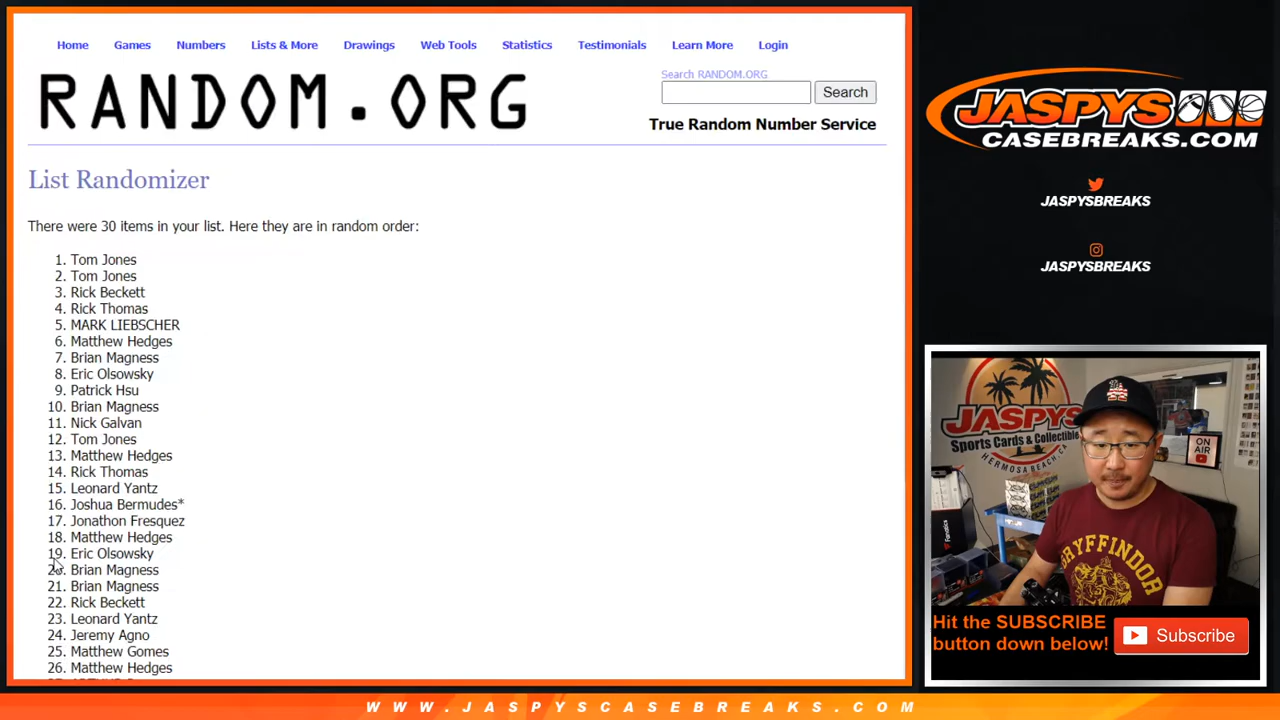 Home Games Numbers Lists & More Drawings Web Tools Statistics Testimonials Learn More Login
RANDOM.ORG
Search RANDOM.ORG
Search
True Random Number Service
List Randomizer
There were 30 items in your list. Here they are in random order:
1. Tom Jones
2. Tom Jones
3. Rick Beckett
4. Rick Thomas
5. MARK LIEBSCHER
6. Matthew Hedges
7. Brian Magness
8. Eric Olsowsky
9. Patrick Hsu
10. Brian Magness
11. Nick Galvan
12. Tom Jones
13. Matthew Hedges
14. Rick Thomas
15. Leonard Yantz
16. Joshua Bermudes*
17. Jonathon Fresquez
18. Matthew Hedges
19. Eric Olsowsky
20. Brian Magness
21. Brian Magness
22. Rick Beckett
23. Leonard Yantz
24. Jeremy Agno
25. Matthew Gomes
26. Matthew Hedges
JASPYS
CASEBREAKS.COM
JASPYSBREAKS
JASPYSBREAKS
JASPYS
Sports Cards & Collectible
HERMOSA BEACH, CA
ON
AIR
Fanatics
GRYFFINDOR
Hit the SUBSCRIBE
button down below!
Subscribe
WWW.JASPYSCASEBREAKS.COM